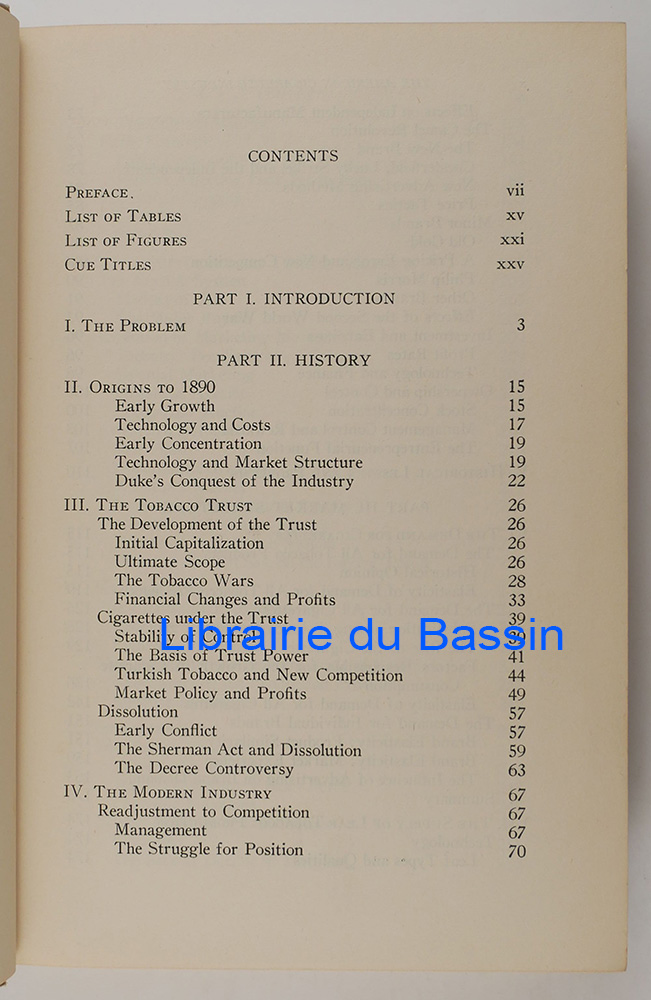 CONTENTS
PREFACE. vii
LIST OF TABLES xv
LIST OF FIGURES xxi
CUE TITLES xxv
PART I. INTRODUCTION
I. THE PROBLEM 3
PART II. HISTORY
II. ORIGINS TO 1890 15
Early Growth 15
Technology and Costs 17
Early Concentration 19
Technology and Market Structure 19
Duke's Conquest of the Industry 22
III. THE TOBACCO TRUST 26
The Development of the Trust 26
Initial Capitalization 26
Ultimate Scope 26
The Tobacco Wars 28
Financial Changes and Profits 33
Cigarettes under the Trust 39
Librairie du Bassin
Stability of Control 39
The Basis of Trust Power 41
Turkish Tobacco and New Competition 44
Market Policy and Profits 49
Dissolution 57
Early Conflict 57
The Sherman Act and Dissolution 59
The Decree Controversy 63
IV. THE MODERN INDUSTRY 67
Readjustment to Competition 67
Management 67
The Struggle for Position 70